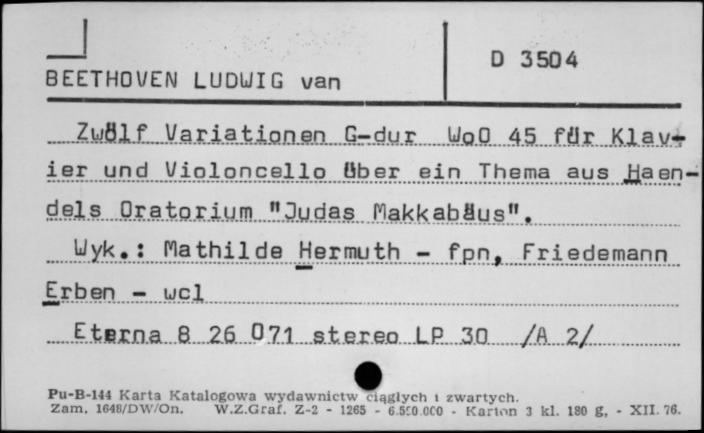 D 3504
BEETHOVEN LUDWIG van
Zwölf Variationen G-dur WoO 45 für Klav-
ier und Violoncello über ein Thema aus Haen-
dels Oratorium "Judas Makkabäus".
Wyk.: Mathilde Hermuth - fpn, Friedemann
Erben - wcl
Eterna 8 26 071 stereo LP 30 /A 2/
Pu-B-144 Karta Katalogowa wydawnictw ciągłych i zwartych.
Zam. 1648/DW/On. W.Z.Graf. Z-2 - 1265 - 6.550.000 - Karton 3 kl. 180 g, - XII. 76.